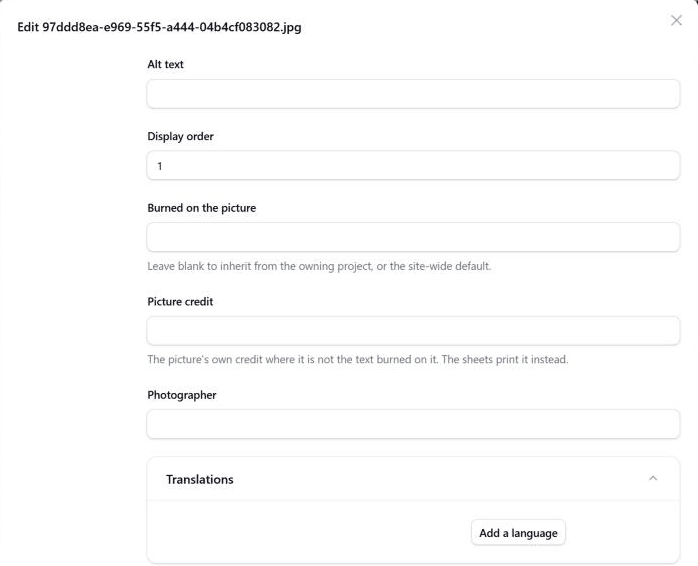 Edit 97ddd8ea-e969-55f5-a444-04b4cf083082.jpg
Alt text
Display order
1
Burned on the picture
Leave blank to inherit from the owning project, or the site-wide default.
Picture credit
The picture's own credit where it is not the text burned on it. The sheets print it instead.
Photographer
Translations
Add a language